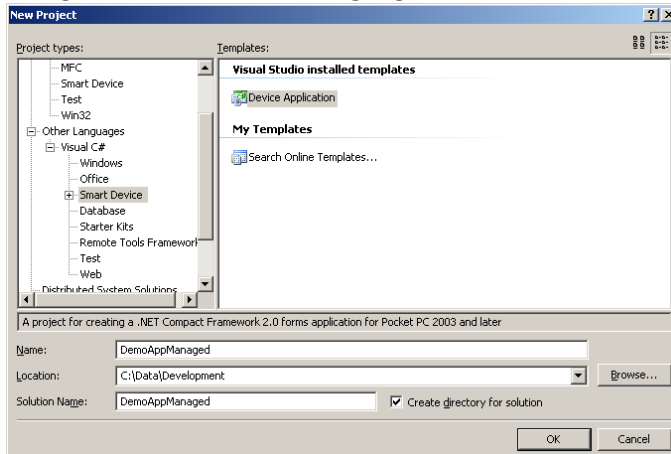 New Project
Project types:
Templates:
MFC
Smart Device
Test
Win32
Other Languages
Visual C#
Windows
Office
Smart Device
Database
Starter Kits
Remote Tools Framework
Test
Web
Distributed System Solutions
Visual Studio installed templates
Device Application
My Templates
Search Online Templates...
A project for creating a .NET Compact Framework 2.0 forms application for Pocket PC 2003 and later
Name:
DemoAppManaged
Location:
C:\Data\Development
Browse...
Solution Name:
DemoAppManaged
Create directory for solution
OK
Cancel